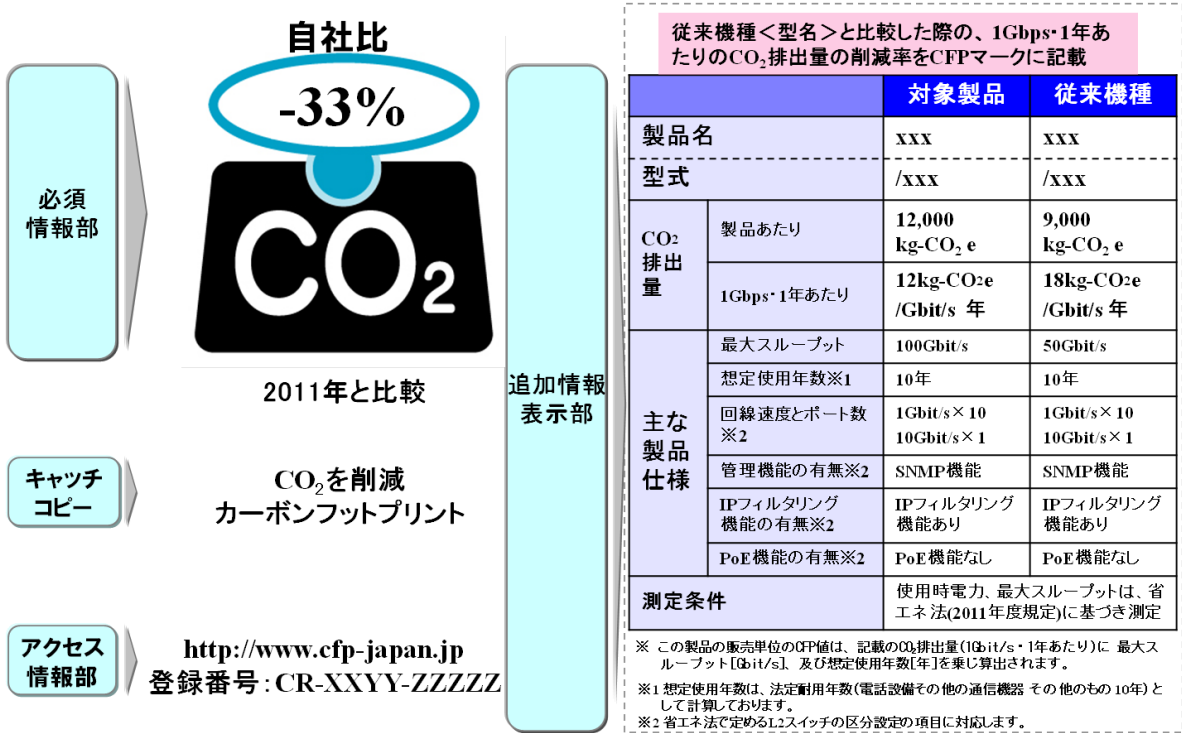 自社比
-33%
CO2
2011年と比較
必須
情報部
キャッチ
コピー
CO2を削減
カーボンフットプリント
アクセス
情報部
http://www.cfp-japan.jp
登録番号：CR-XXYY-ZZZZZ
追加情報
表示部
従来機種＜型名＞と比較した際の、1Gbps・1年あ
たりのCO2排出量の削減率をCFPマークに記載
対象製品 従来機種
製品名 xxx xxx
型式 /xxx /xxx
CO2
排出
量
製品あたり
12,000
kg-CO2 e
9,000
kg-CO2 e
1Gbps・1年あたり
12kg-CO2e
/Gbit/s 年
18kg-CO2e
/Gbit/s 年
主な
製品
仕様
最大スループット 100Gbit/s 50Gbit/s
想定使用年数※1 10年 10年
回線速度とポート数
※2
1Gbit/s×10
10Gbit/s×1
1Gbit/s×10
10Gbit/s×1
管理機能の有無※2 SNMP機能 SNMP機能
IPフィルタリング
機能の有無※2
IPフィルタリング
機能あり
IPフィルタリング
機能あり
PoE機能の有無※2 PoE機能なし PoE機能なし
測定条件
使用時電力、最大スループットは、省
エネ法(2011年度規定)に基づき測定
※ この製品の販売単位のCFP値は、記載のCO2排出量(1Gbit/s・1年あたり)に 最大ス
ループット[Gbit/s]、及び想定使用年数[年]を乗じ算出されます。
※1 想定使用年数は、法定耐用年数(電話設備その他の通信機器 その他のもの 10年)と
して計算しております。
※2 省エネ法で定めるL2スイッチの区分設定の項目に対応します。